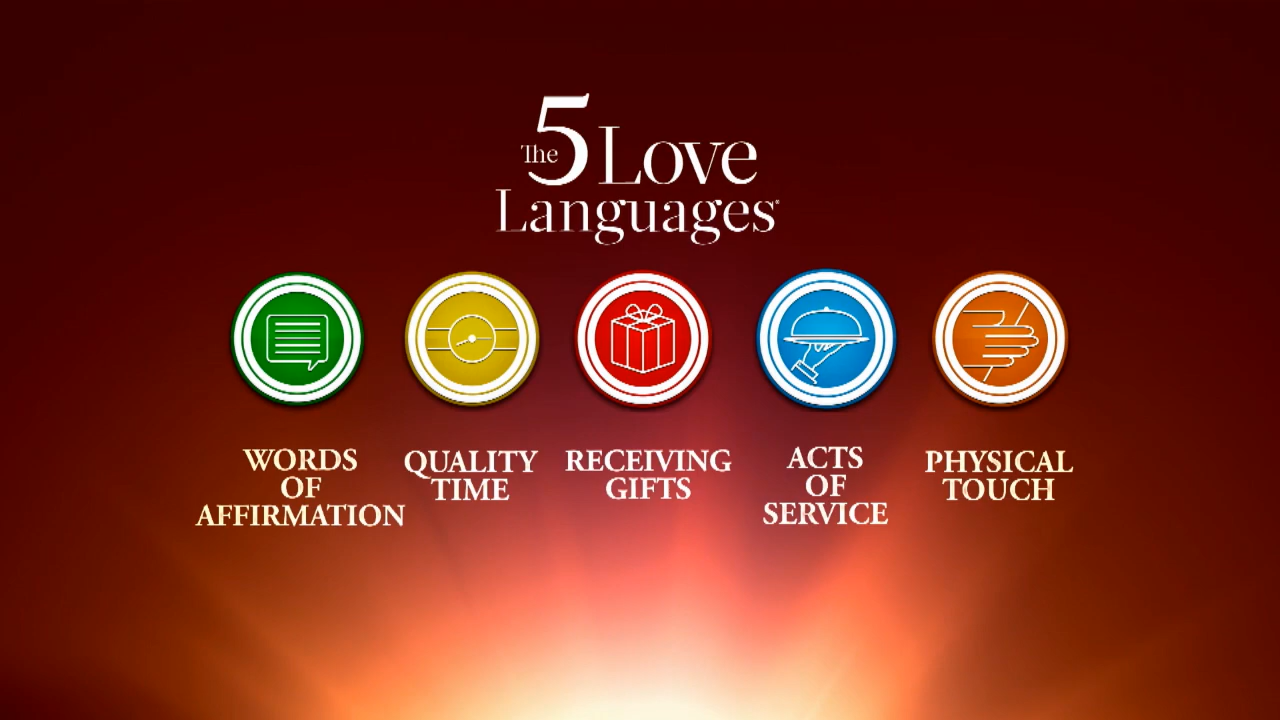 The 5 Love
Languages®
WORDS
OF
AFFIRMATION
QUALITY
TIME
RECEIVING
GIFTS
ACTS
OF
SERVICE
PHYSICAL
TOUCH